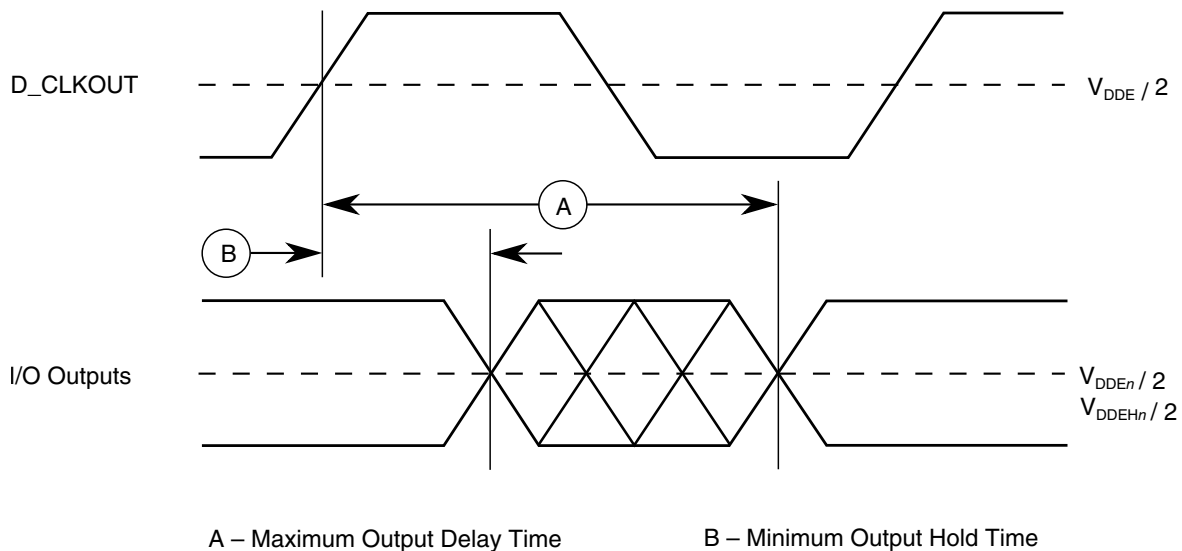 D_CLKOUT
VDDE / 2
A
B
I/O Outputs
VDDEn / 2
VDDEHn / 2
A – Maximum Output Delay Time
B – Minimum Output Hold Time